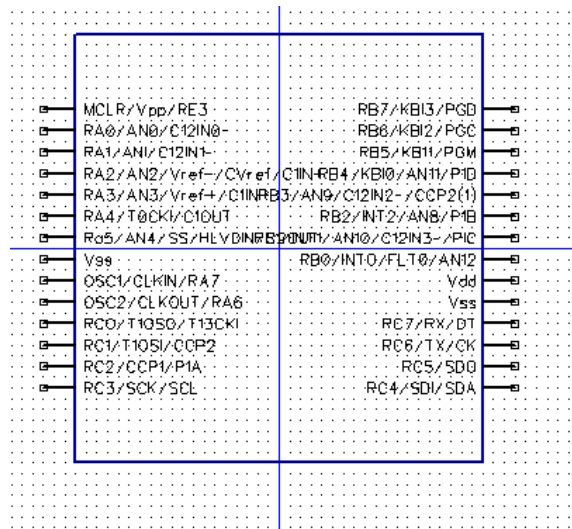 MCLR/Vpp/RE3 RB7/KBI3/PGD
RA0/AN0/C12IN0- RB6/KBI2/PGC
RA1/AN1/C12IN1- RB5/KBI1/PGM
RA2/AN2/Vref-/CVref/C1IN+ RB4/KBI0/AN11/P1D
RA3/AN3/Vref+/C1IN+ RB3/AN9/C12IN2-/CCP2(1)
RA4/T0CKI/C1OUT RB2/INT2/AN8/P1B
/AN10/C12IN3-/PIC
Vss RB0/INTO/FLT0/AN12
OSC1/CLKIN/RA7 Vdd
OSC2/CLKOUT/RA6 Vss
RC0/T1OSO/T13CKI RC7/RX/DT
RC1/T1OSI/CCP2 RC6/TX/CK
RC2/CCP1/P1A RC5/SDO
RC3/SCK/SCL RC4/SDI/SDA